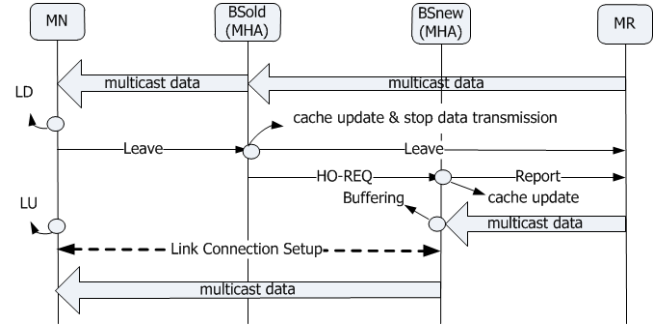 MN
BSold
(MHA)
BSnew
(MHA)
MR
multicast data
multicast data
LD
cache update & stop data transmission
Leave
Leave
HO-REQ
Report
LU
Buffering
cache update
multicast data
Link Connection Setup
multicast data